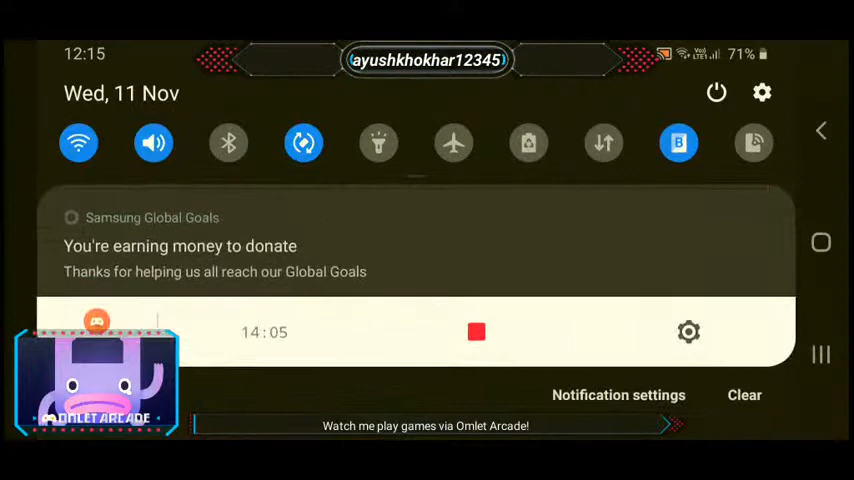 12:15
ayushkhokhar12345
VoD LTE1 71%
Wed, 11 Nov
B
Samsung Global Goals
You're earning money to donate
Thanks for helping us all reach our Global Goals
14:05
Notification settings Clear
OMLET ARCADE
Watch me play games via Omlet Arcade!